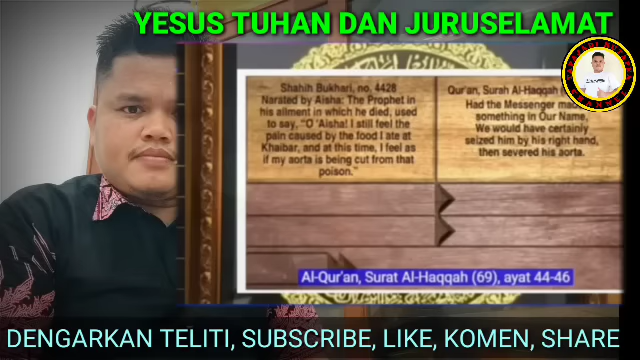 YESUS TUHAN DAN JURUSELAMAT
Shahih Bukhari, no. 4428
Narated by Aisha: The Prophet in
his ailment in which he died, used
to say, "O 'Aisha! I still feel the
pain caused by the food I ate at
Khaibar, and at this time, I feel as
if my aorta is being cut from that
poison."
Qur'an, Surah Al-Haqqah
Had the Messenger made
something in Our Name,
We would have certainly
seized him by his right hand,
then severed his aorta.
Al-Qur'an, Surat Al-Haqqah (69), ayat 44-46
DENGARKAN TELITI, SUBSCRIBE, LIKE, KOMEN, SHARE